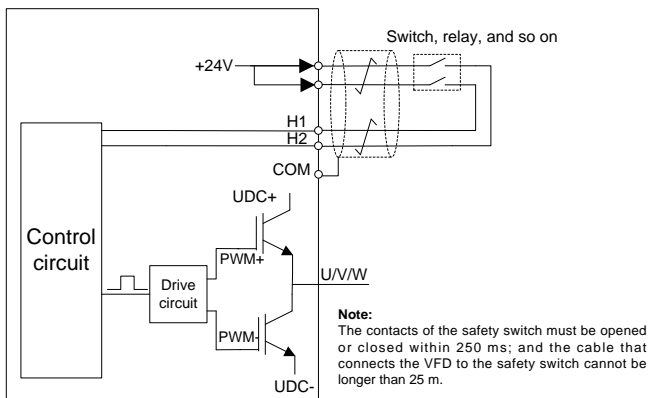 Switch, relay, and so on
+24V
H1
H2
COM
UDC+
Control
circuit
PWM+
U/V/W
Drive
circuit
PWM-
UDC-
Note:
The contacts of the safety switch must be opened
or closed within 250 ms; and the cable that
connects the VFD to the safety switch cannot be
longer than 25 m.